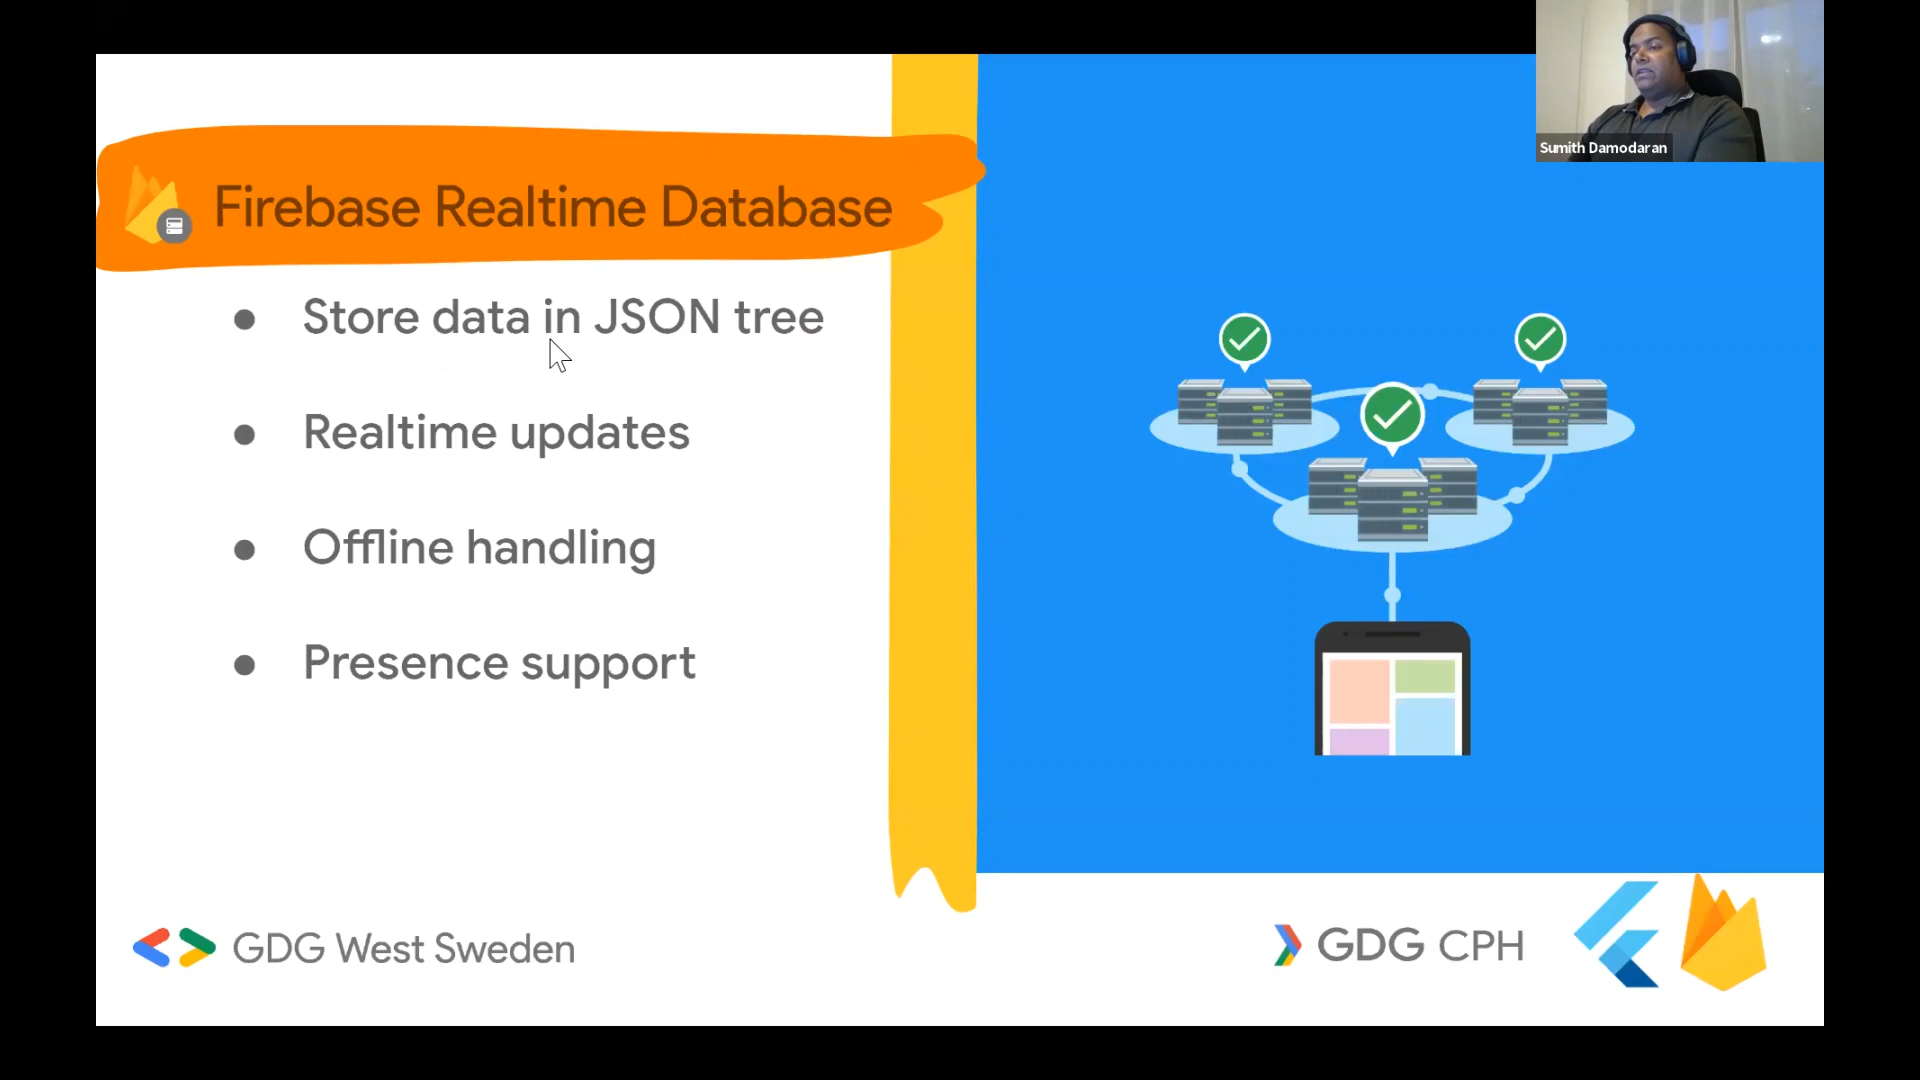 Sumith Damodaran
Firebase Realtime Database
Store data in JSON tree
Realtime updates
Offline handling
Presence support
GDG West Sweden
GDG CPH